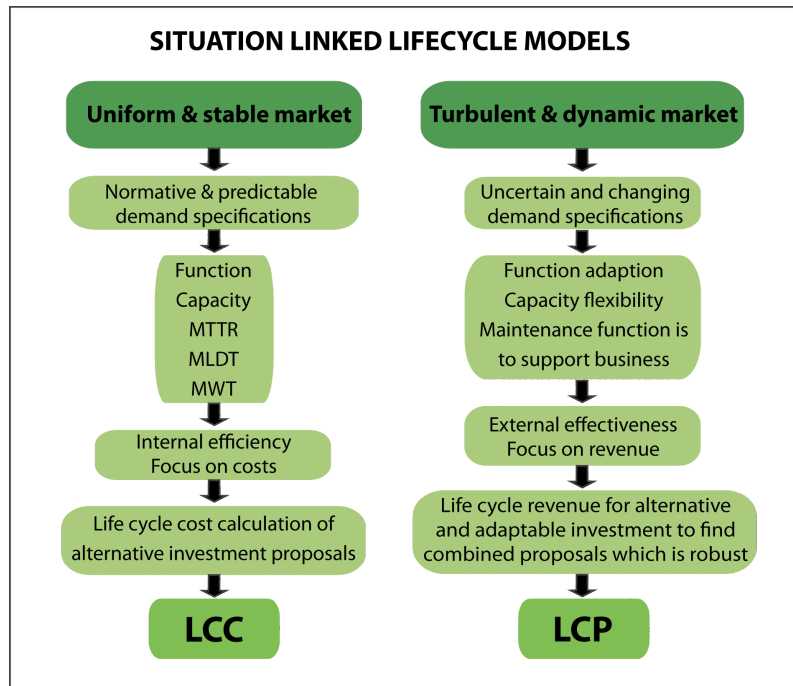 SITUATION LINKED LIFECYCLE MODELS
Uniform & stable market
Normative & predictable
demand specifications
Function
Capacity
MTTR
MLDT
MWT
Internal efficiency
Focus on costs
Life cycle cost calculation of
alternative investment proposals
LCC
Turbulent & dynamic market
Uncertain and changing
demand specifications
Function adaption
Capacity flexibility
Maintenance function is
to support business
External effectiveness
Focus on revenue
Life cycle revenue for alternative
and adaptable investment to find
combined proposals which is robust
LCP